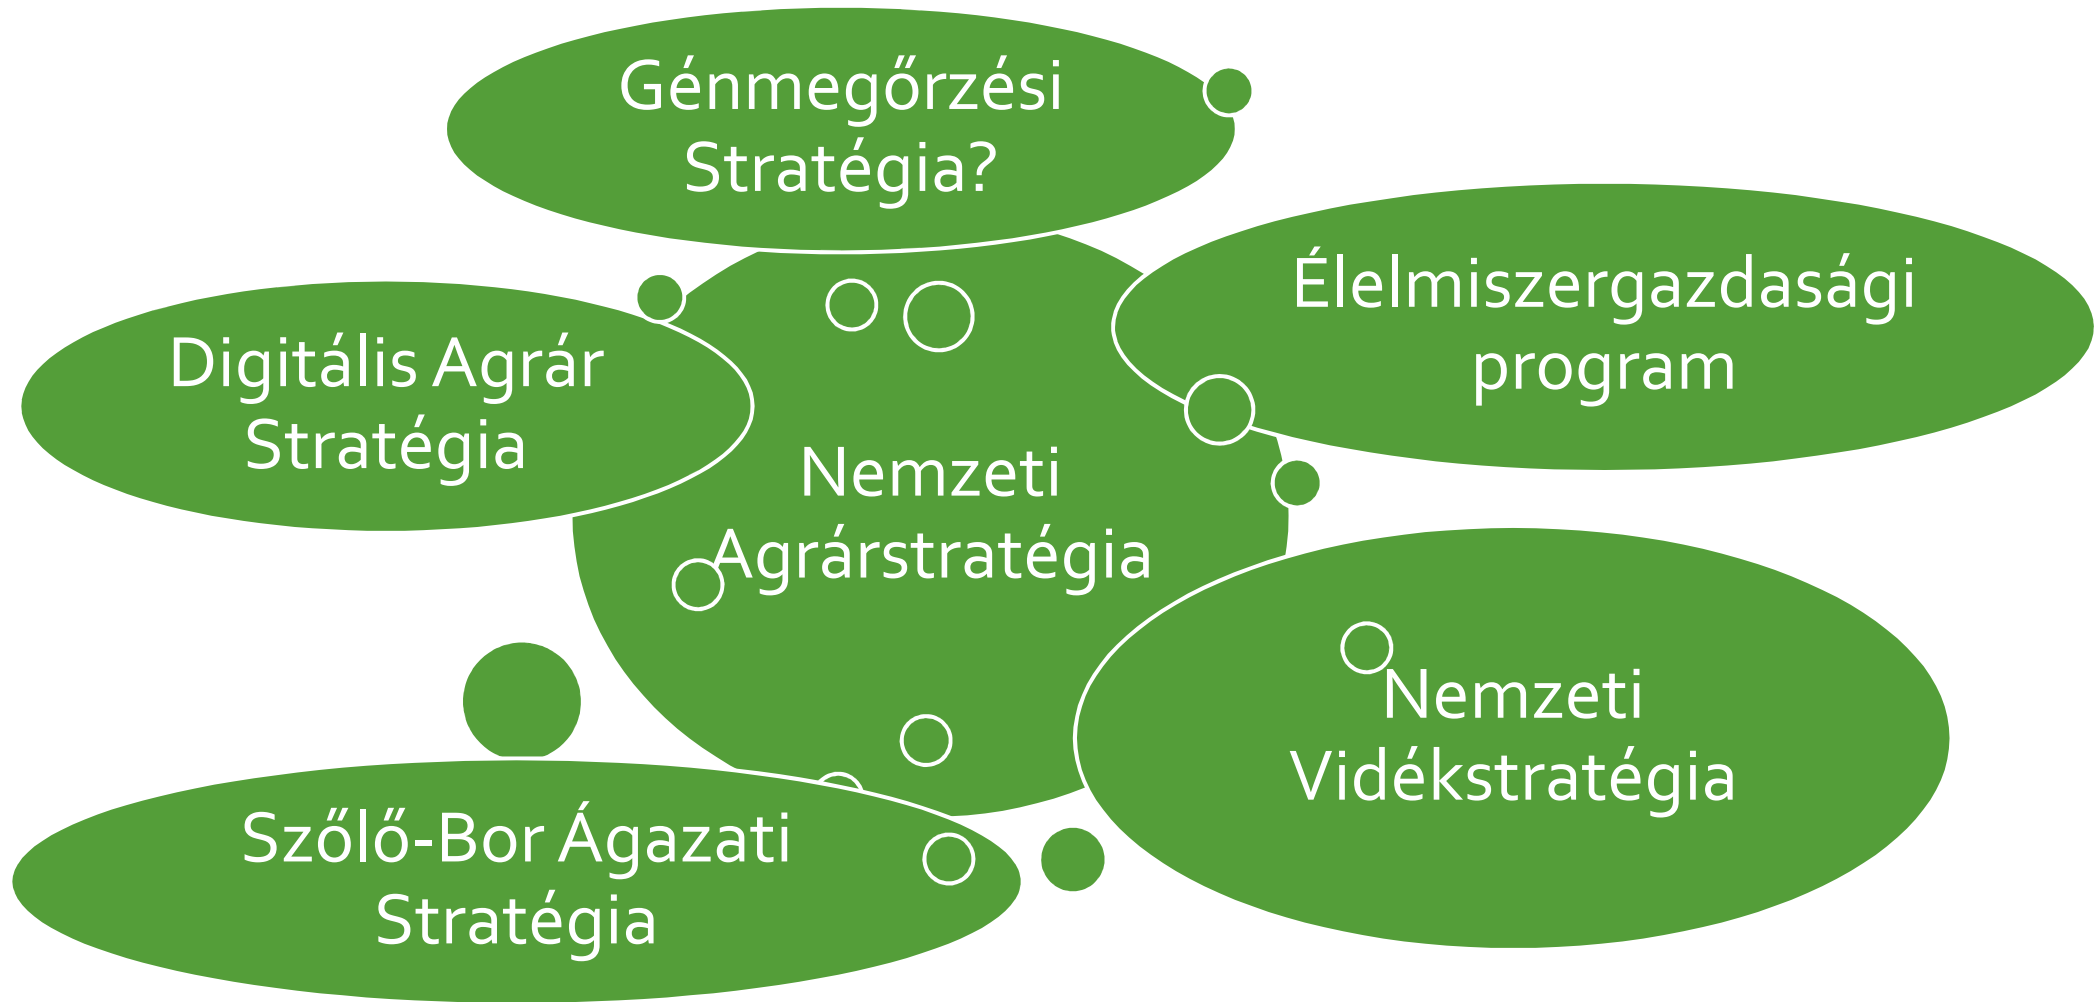 Génmegőrzési
Stratégia?
Élelmiszergazdasági
program
Digitális Agrár
Stratégia
Nemzeti
Agrárstratégia
Nemzeti
Vidékstratégia
Szőlő-Bor Ágazati
Stratégia